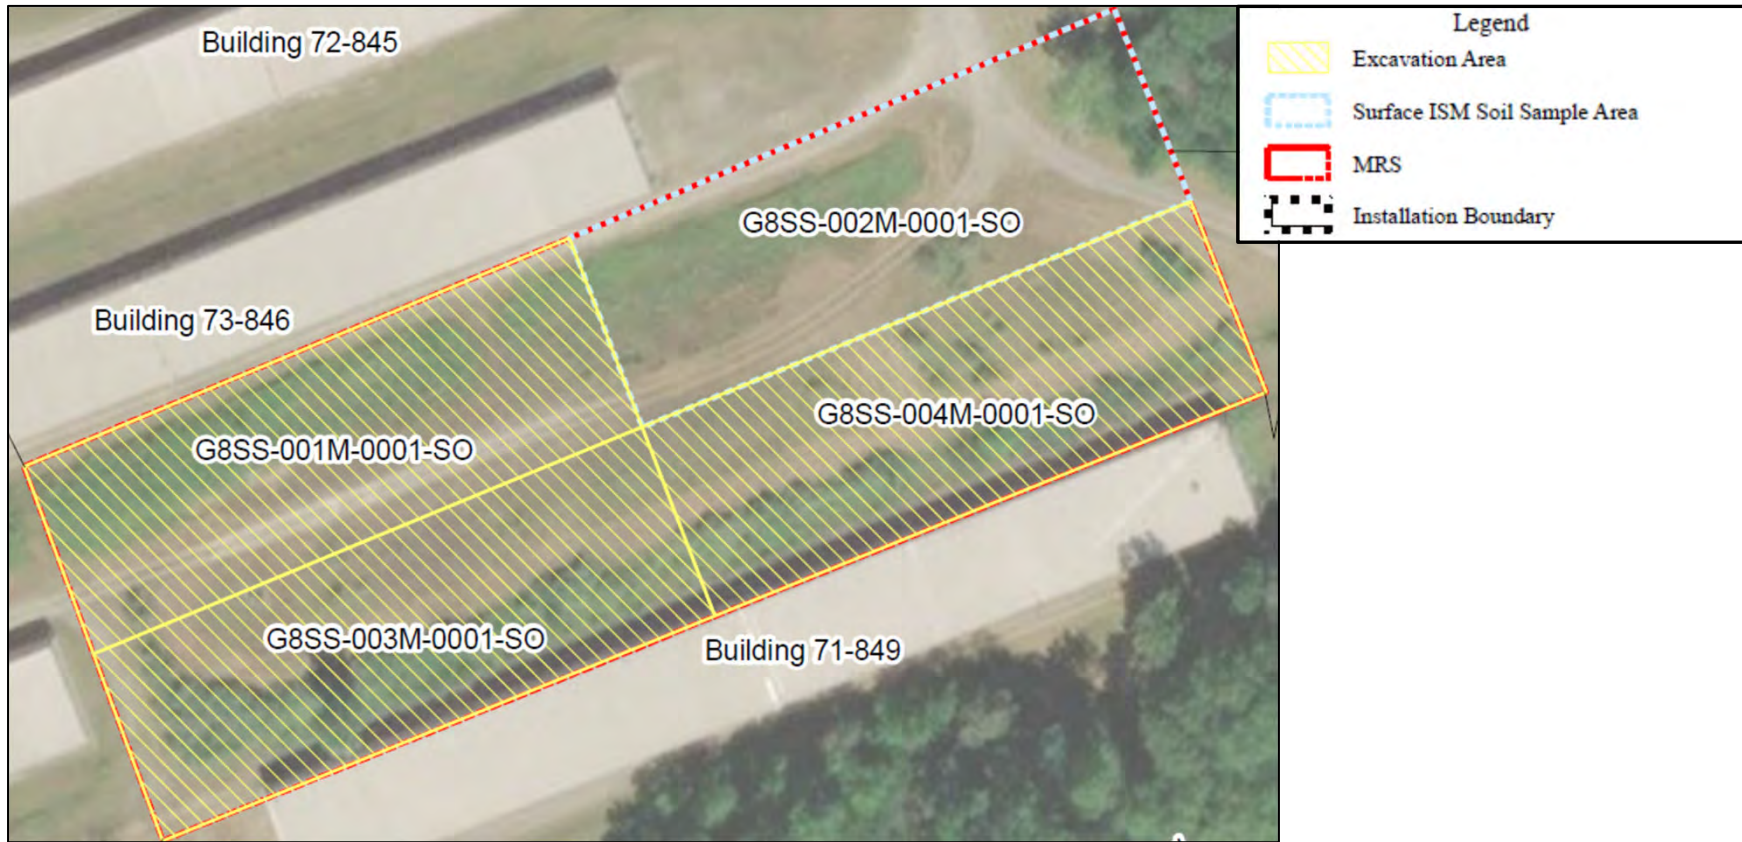 Building 72-845
Legend
Excavation Area
Surface ISM Soil Sample Area
MRS
Installation Boundary
G8SS-002M-0001-SO
Building 73-846
G8SS-004M-0001-SO
G8SS-001M-0001-SO
G8SS-003M-0001-SO
Building 71-849